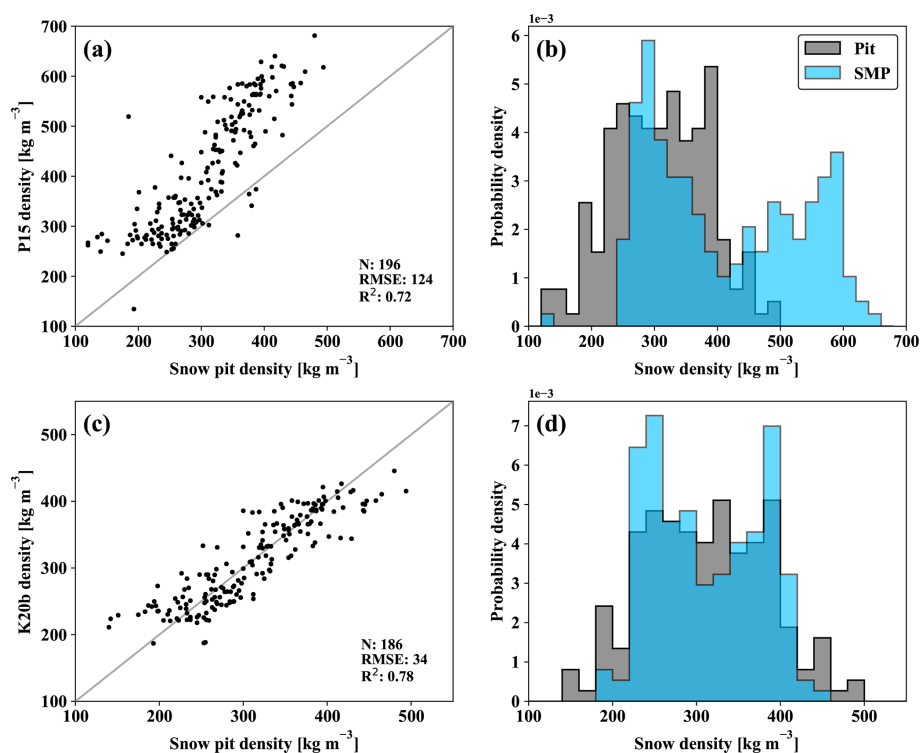 (a)
700
600
500
400
300
200
100
P15 density [kg m⁻³]
N: 196
RMSE: 124
R²: 0.72
100 200 300 400 500 600 700
Snow pit density [kg m⁻³]
1e−3
(b)
Pit
SMP
6
5
4
3
2
1
0
Probability density
100 200 300 400 500 600 700
Snow density [kg m⁻³]
(c)
500
400
300
200
100
K20b density [kg m⁻³]
N: 186
RMSE: 34
R²: 0.78
100 200 300 400 500
Snow pit density [kg m⁻³]
1e−3
(d)
7
6
5
4
3
2
1
0
Probability density
100 200 300 400 500
Snow density [kg m⁻³]